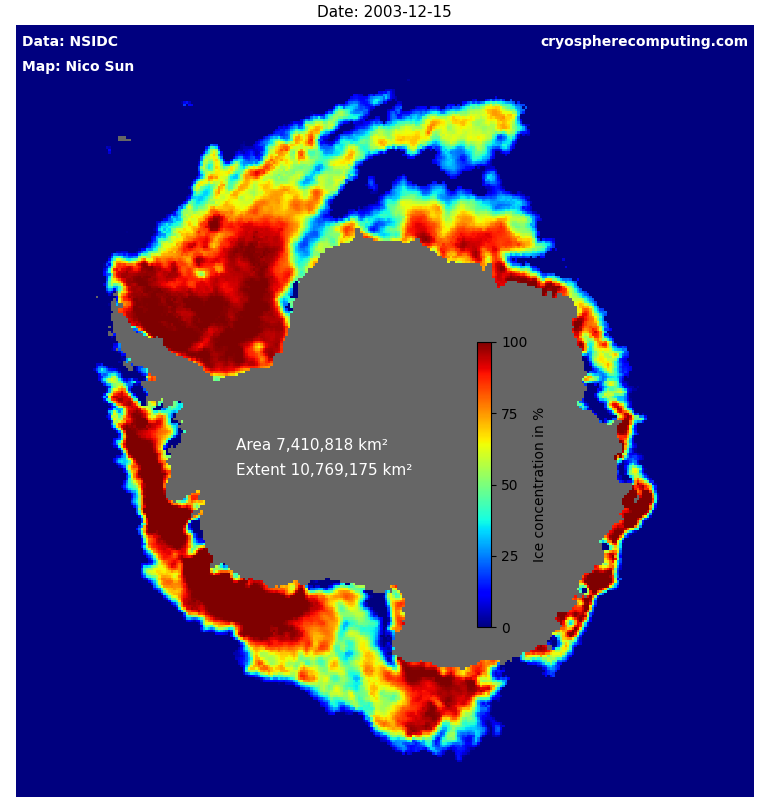 Date: 2003-12-15
Data: NSIDC
cryospherecomputing.com
Map: Nico Sun
100
75
50
25
0
Ice concentration in %
Area 7,410,818 km²
Extent 10,769,175 km²